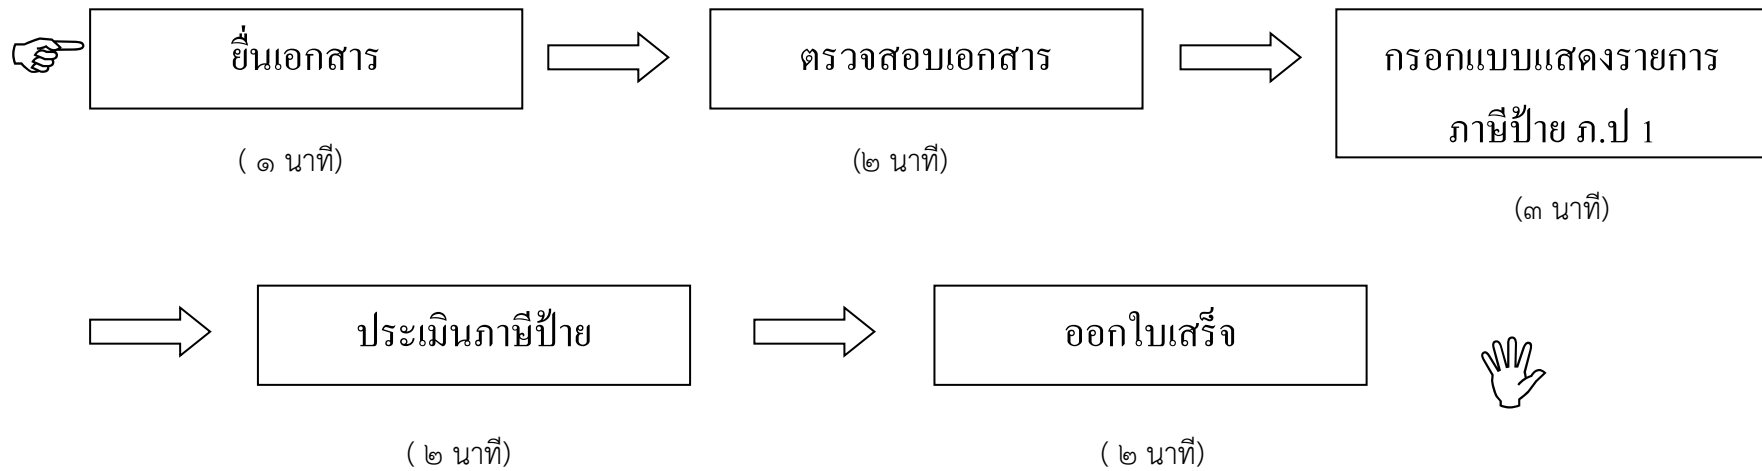 ยื่นเอกสาร
ตรวจสอบเอกสาร
กรอกแบบแสดงรายการ
ภาษีป้าย ภ.ป 1
( ๑ นาที)
(๒ นาที)
(๓ นาที)
ประเมินภาษีป้าย
ออกใบเสร็จ
( ๒ นาที)
( ๒ นาที)